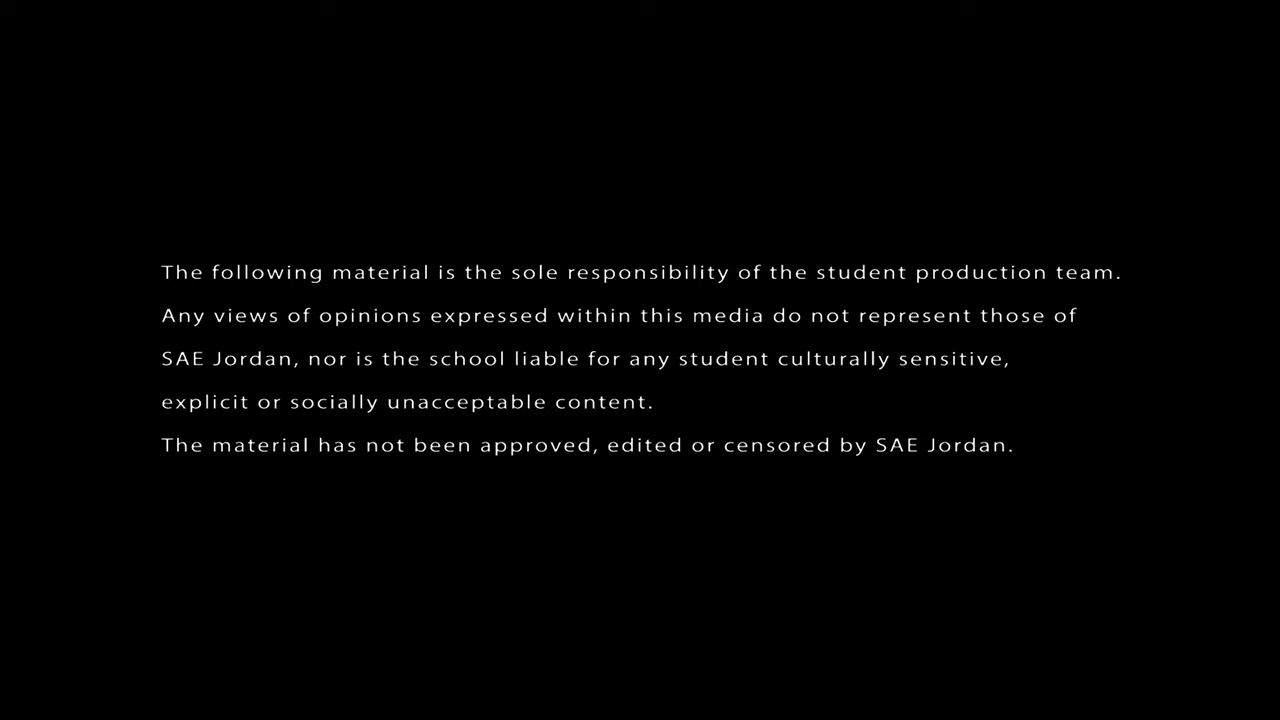 The following material is the sole responsibility of the student production team.
Any views of opinions expressed within this media do not represent those of
SAE Jordan, nor is the school liable for any student culturally sensitive,
explicit or socially unacceptable content.
The material has not been approved, edited or censored by SAE Jordan.